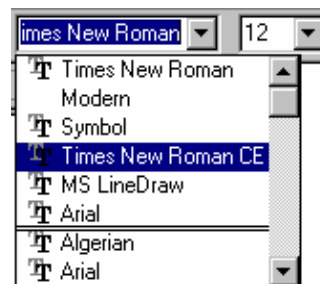 imes New Roman 12
Times New Roman
Modern
Symbol
Times New Roman CE
MS LineDraw
Arial
Algerian
Arial